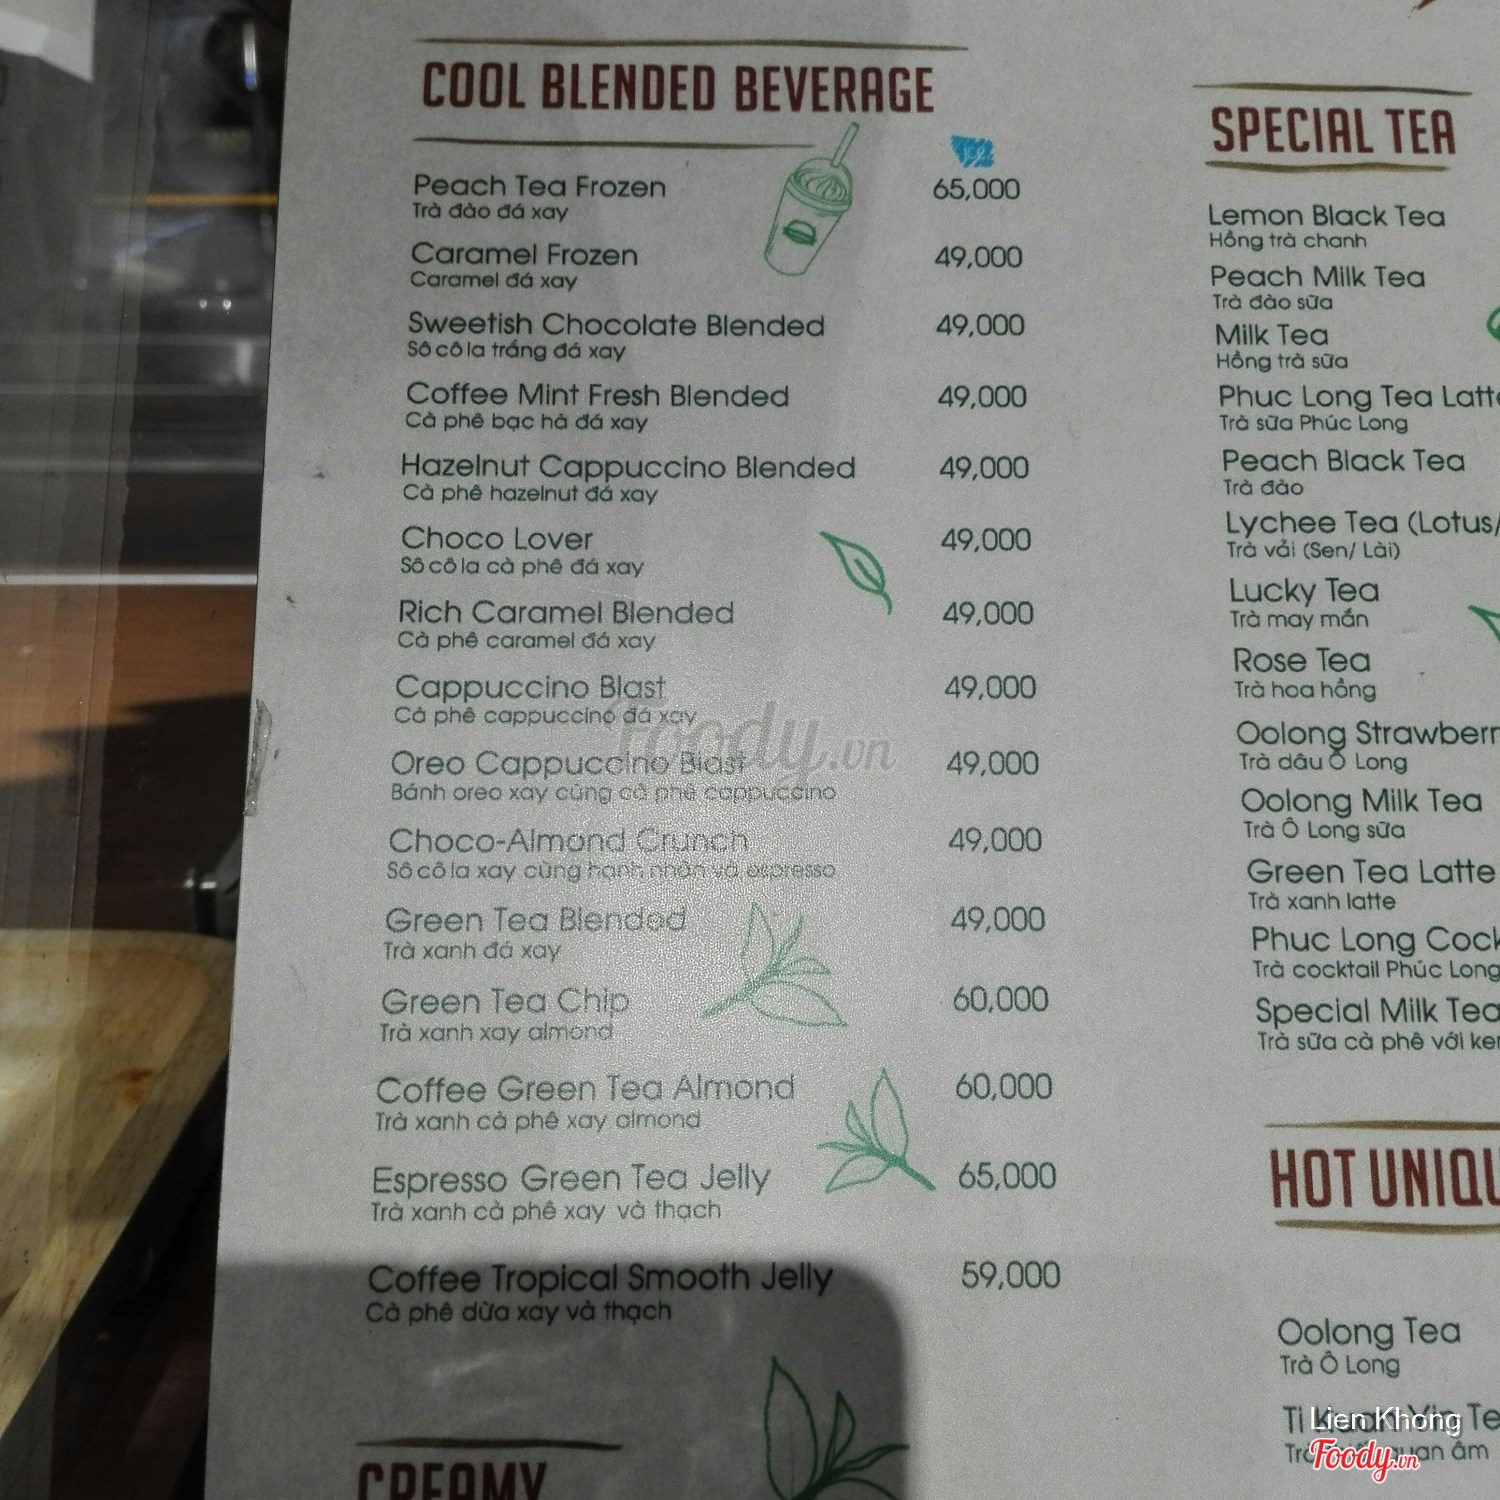 COOL BLENDED BEVERAGE
ice
Peach Tea Frozen 65,000
Trà đào đá xay
Caramel Frozen 49,000
Caramel đá xay
Sweetish Chocolate Blended 49,000
Sô cô la trắng đá xay
Coffee Mint Fresh Blended 49,000
Cà phê bạc hà đá xay
Hazelnut Cappuccino Blended 49,000
Cà phê hazelnut đá xay
Choco Lover 49,000
Sô cô la cà phê đá xay
Rich Caramel Blended 49,000
Cà phê caramel đá xay
Cappuccino Blast 49,000
Cà phê cappuccino đá xay
Foody.vn
Oreo Cappuccino Blast 49,000
Bánh oreo xay cùng cà phê cappuccino
Choco-Almond Crunch 49,000
Sô cô la xay cùng hạnh nhân và espresso
Green Tea Blended 49,000
Trà xanh đá xay
Green Tea Chip 60,000
Trà xanh xay almond
Coffee Green Tea Almond 60,000
Trà xanh cà phê xay almond
Espresso Green Tea Jelly 65,000
Trà xanh cà phê xay và thạch
Coffee Tropical Smooth Jelly 59,000
Cà phê dừa xay và thạch
CREAMY
SPECIAL TEA
Lemon Black Tea
Hồng trà chanh
Peach Milk Tea
Trà đào sữa
Milk Tea
Hồng trà sữa
Phuc Long Tea Latte
Trà sữa Phúc Long
Peach Black Tea
Trà đào
Lychee Tea (Lotus/
Trà vải (Sen/ Lài)
Lucky Tea
Trà may mắn
Rose Tea
Trà hoa hồng
Oolong Strawberr
Trà dâu Ô Long
Oolong Milk Tea
Trà Ô Long sữa
Green Tea Latte
Trà xanh latte
Phuc Long Cock
Trà cocktail Phúc Long
Special Milk Tea
Trà sữa cà phê với ke
HOT UNIQU
Oolong Tea
Trà Ô Long
Ti Kuan Yin Te
quan âm
Lien Khong
Foody.vn